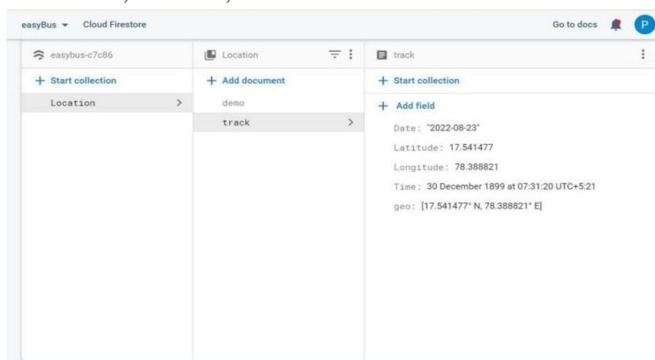 easyBus Cloud Firestore Go to docs P
easybus-c7c86 Location track
+ Start collection + Add document + Start collection
Location demo + Add field
track
Date: "2022-08-23"
Latitude: 17.541477
Longitude: 78.388821
Time: 30 December 1899 at 07:31:20 UTC+5:21
geo: [17.541477° N, 78.388821° E]